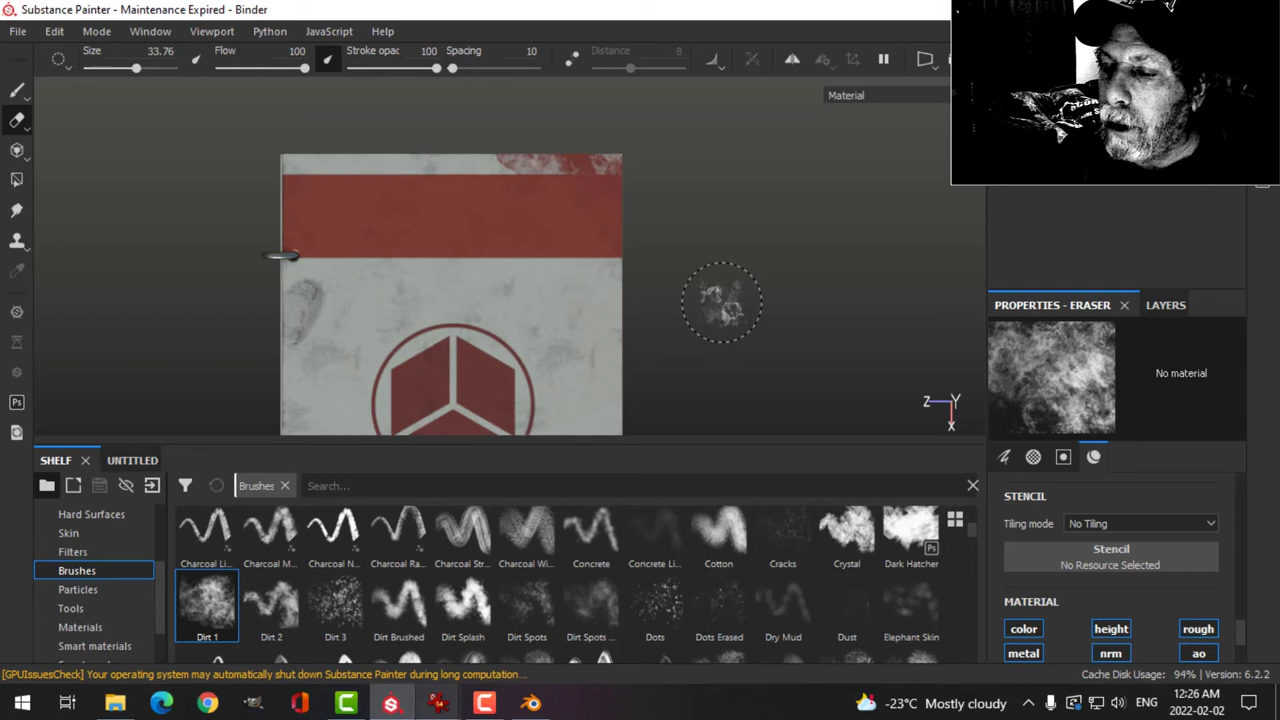 Substance Painter - Maintenance Expired - Binder
File Edit Mode Window Viewport Python JavaScript Help
Size 33.76 Flow 100 Stroke opac 100 Spacing 10 Distance 8
Material
PROPERTIES - ERASER LAYERS
No material
SHELF UNTITLED
Brushes Search...
Hard Surfaces
Skin
Filters
Brushes
Particles
Tools
Materials
Smart materials
Charcoal Li... Charcoal M... Charcoal N... Charcoal Ra... Charcoal Str... Charcoal Wi... Concrete Concrete Li... Cotton Cracks Crystal Dark Hatcher
Ps
Dirt 1 Dirt 2 Dirt 3 Dirt Brushed Dirt Splash Dirt Spots Dirt Spots ... Dots Dots Erased Dry Mud Dust Elephant Skin
STENCIL
Tiling mode No Tiling
Stencil
No Resource Selected
MATERIAL
color height rough
metal nrm ao
Z Y
X
Ps
[GPUIssuesCheck] Your operating system may automatically shut down Substance Painter during long computation...
Cache Disk Usage: 94% | Version: 6.2.2
-23°C Mostly cloudy
ENG
12:26 AM
2022-02-02